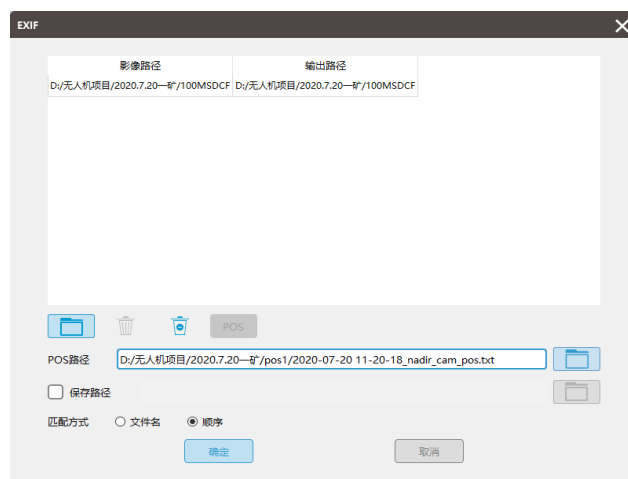 EXIF
影像路径 输出路径
D:/无人机项目/2020.7.20一矿/100MSDCF D:/无人机项目/2020.7.20一矿/100MSDCF
POS
POS路径 D:/无人机项目/2020.7.20一矿/pos1/2020-07-20 11-20-18_nadir_cam_pos.txt
保存路径
匹配方式 文件名 顺序
确定 取消